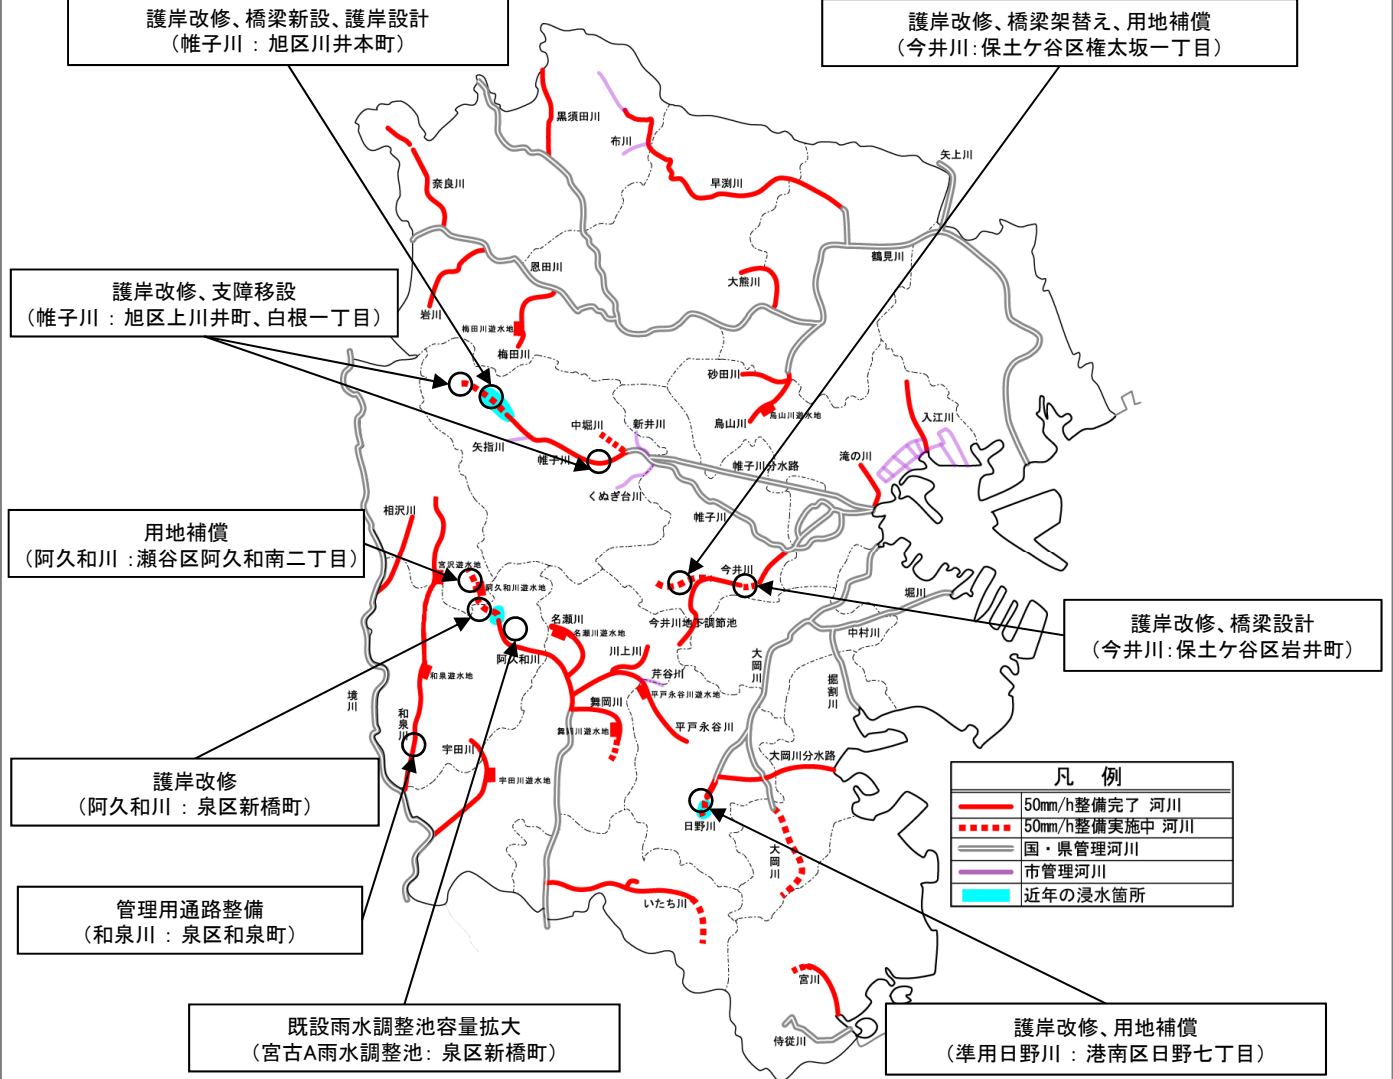 護岸改修、橋梁新設、護岸設計
（帷子川 ： 旭区川井本町）
護岸改修、橋梁架替え、用地補償
（今井川：保土ケ谷区権太坂一丁目）
黒須田川
布川
矢上川
奈良川
早渕川
鶴見川
恩田川
大熊川
護岸改修、支障移設
（帷子川 ： 旭区上川井町、白根一丁目）
岩川
梅田川遊水地
梅田川
砂田川
鳥山川遊水地
鳥山川
入江川
中堀川
新井川
矢指川
帷子川
滝の川
帷子川分水路
くぬぎ台川
相沢川
帷子川
用地補償
（阿久和川 ：瀬谷区阿久和南二丁目）
宮沢遊水地
阿久和川遊水地
今井川
堀川
名瀬川
名瀬川遊水地
今井川地下調節池
中村川
護岸改修、橋梁設計
（今井川：保土ケ谷区岩井町）
川上川
阿久和川
大岡川
芹谷川
和泉遊水地
平戸永谷川遊水地
掘割川
境川
舞岡川
和泉川
舞岡川遊水地
平戸永谷川
宇田川
大岡川分水路
護岸改修
（阿久和川 ： 泉区新橋町）
宇田川遊水地
凡 例
50mm/h整備完了 河川
50mm/h整備実施中 河川
国・県管理河川
市管理河川
近年の浸水箇所
日野川
大岡川
管理用通路整備
（和泉川 ： 泉区和泉町）
いたち川
宮川
既設雨水調整池容量拡大
（宮古A雨水調整池： 泉区新橋町）
侍従川
護岸改修、用地補償
（準用日野川 ： 港南区日野七丁目）